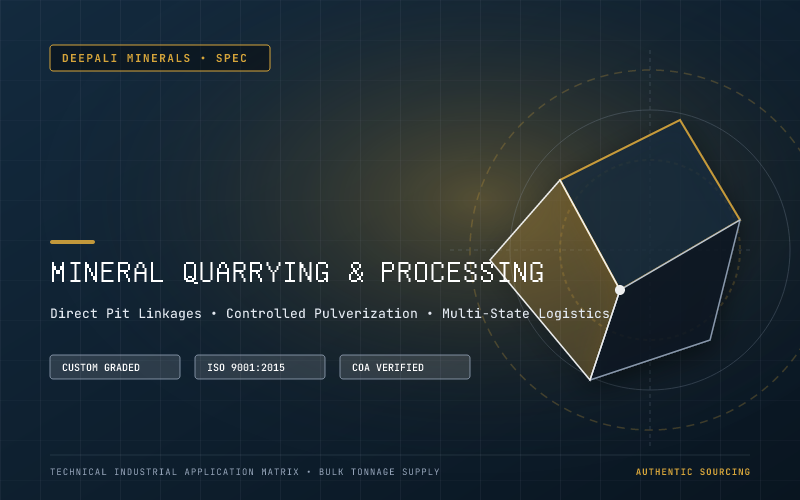 DEEPALI MINERALS • SPEC
MINERAL QUARRYING & PROCESSING
Direct Pit Linkages • Controlled Pulverization • Multi-State Logistics
CUSTOM GRADED
ISO 9001:2015
COA VERIFIED
TECHNICAL INDUSTRIAL APPLICATION MATRIX • BULK TONNAGE SUPPLY
AUTHENTIC SOURCING